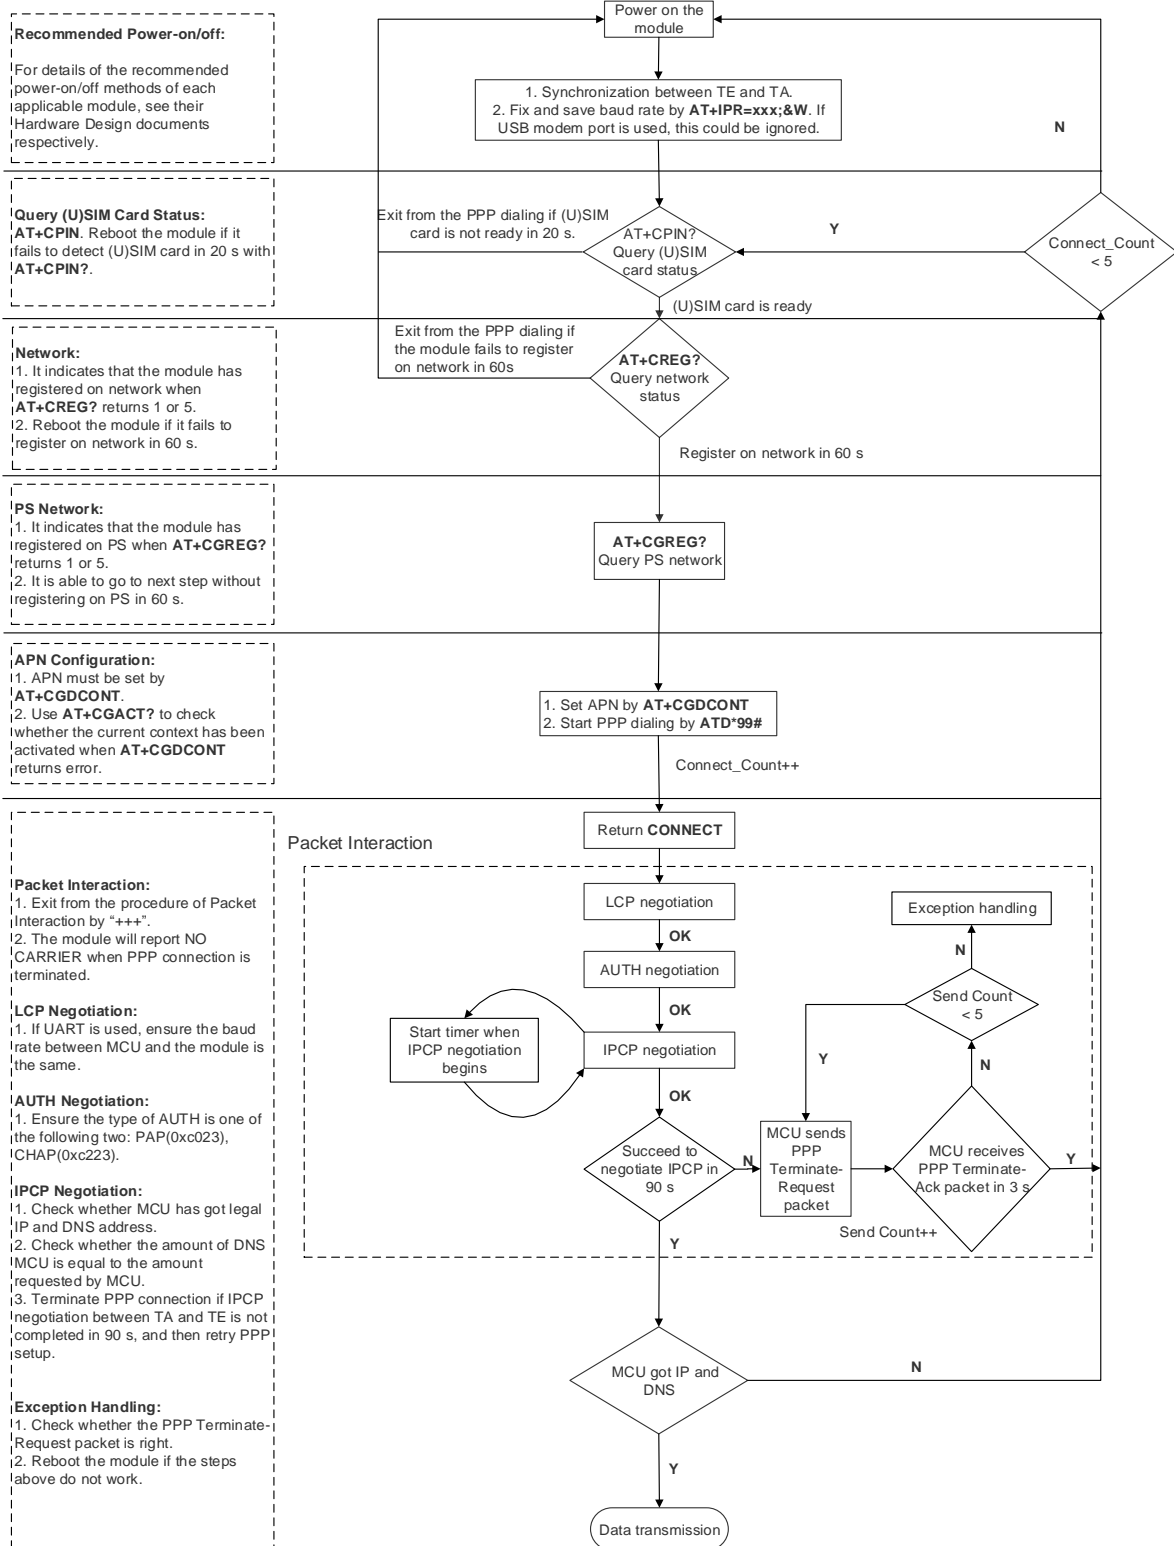 Recommended Power-on/off:
For details of the recommended
power-on/off methods of each
applicable module, see their
Hardware Design documents
respectively.
Power on the
module
1. Synchronization between TE and TA.
2. Fix and save baud rate by AT+IPR=xxx;&W. If
USB modem port is used, this could be ignored.
N
Query (U)SIM Card Status:
AT+CPIN. Reboot the module if it
fails to detect (U)SIM card in 20 s with
AT+CPIN?.
Exit from the PPP dialing if (U)SIM
card is not ready in 20 s.
AT+CPIN?
Query (U)SIM
card status
Y
Connect_Count
< 5
(U)SIM card is ready
Network:
1. It indicates that the module has
registered on network when
AT+CREG? returns 1 or 5.
2. Reboot the module if it fails to
register on network in 60 s.
Exit from the PPP dialing if
the module fails to register
on network in 60s
AT+CREG?
Query network
status
Register on network in 60 s
PS Network:
1. It indicates that the module has
registered on PS when AT+CGREG?
returns 1 or 5.
2. It is able to go to next step without
registering on PS in 60 s.
AT+CGREG?
Query PS network
APN Configuration:
1. APN must be set by
AT+CGDCONT.
2. Use AT+CGACT? to check
whether the current context has been
activated when AT+CGDCONT
returns error.
1. Set APN by AT+CGDCONT
2. Start PPP dialing by ATD*99#
Connect_Count++
Packet Interaction:
1. Exit from the procedure of Packet
Interaction by “+++”.
2. The module will report NO
CARRIER when PPP connection is
terminated.
LCP Negotiation:
1. If UART is used, ensure the baud
rate between MCU and the module is
the same.
AUTH Negotiation:
1. Ensure the type of AUTH is one of
the following two: PAP(0xc023),
CHAP(0xc223).
IPCP Negotiation:
1. Check whether MCU has got legal
IP and DNS address.
2. Check whether the amount of DNS
MCU is equal to the amount
requested by MCU.
3. Terminate PPP connection if IPCP
negotiation between TA and TE is not
completed in 90 s, and then retry PPP
setup.
Exception Handling:
1. Check whether the PPP Terminate-
Request packet is right.
2. Reboot the module if the steps
above do not work.
Return CONNECT
Packet Interaction
LCP negotiation
OK
AUTH negotiation
OK
Start timer when
IPCP negotiation
begins
IPCP negotiation
OK
Succeed to
negotiate IPCP in
90 s
N
MCU sends
PPP
Terminate-
Request
packet
MCU receives
PPP Terminate-
Ack packet in 3 s
Y
Send Count++
N
Send Count
< 5
Y
N
Exception handling
Y
MCU got IP and
DNS
N
Y
Data transmission